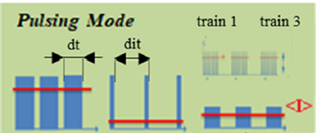 Pulsing Mode
train 1 train 3
dt dit
<I>